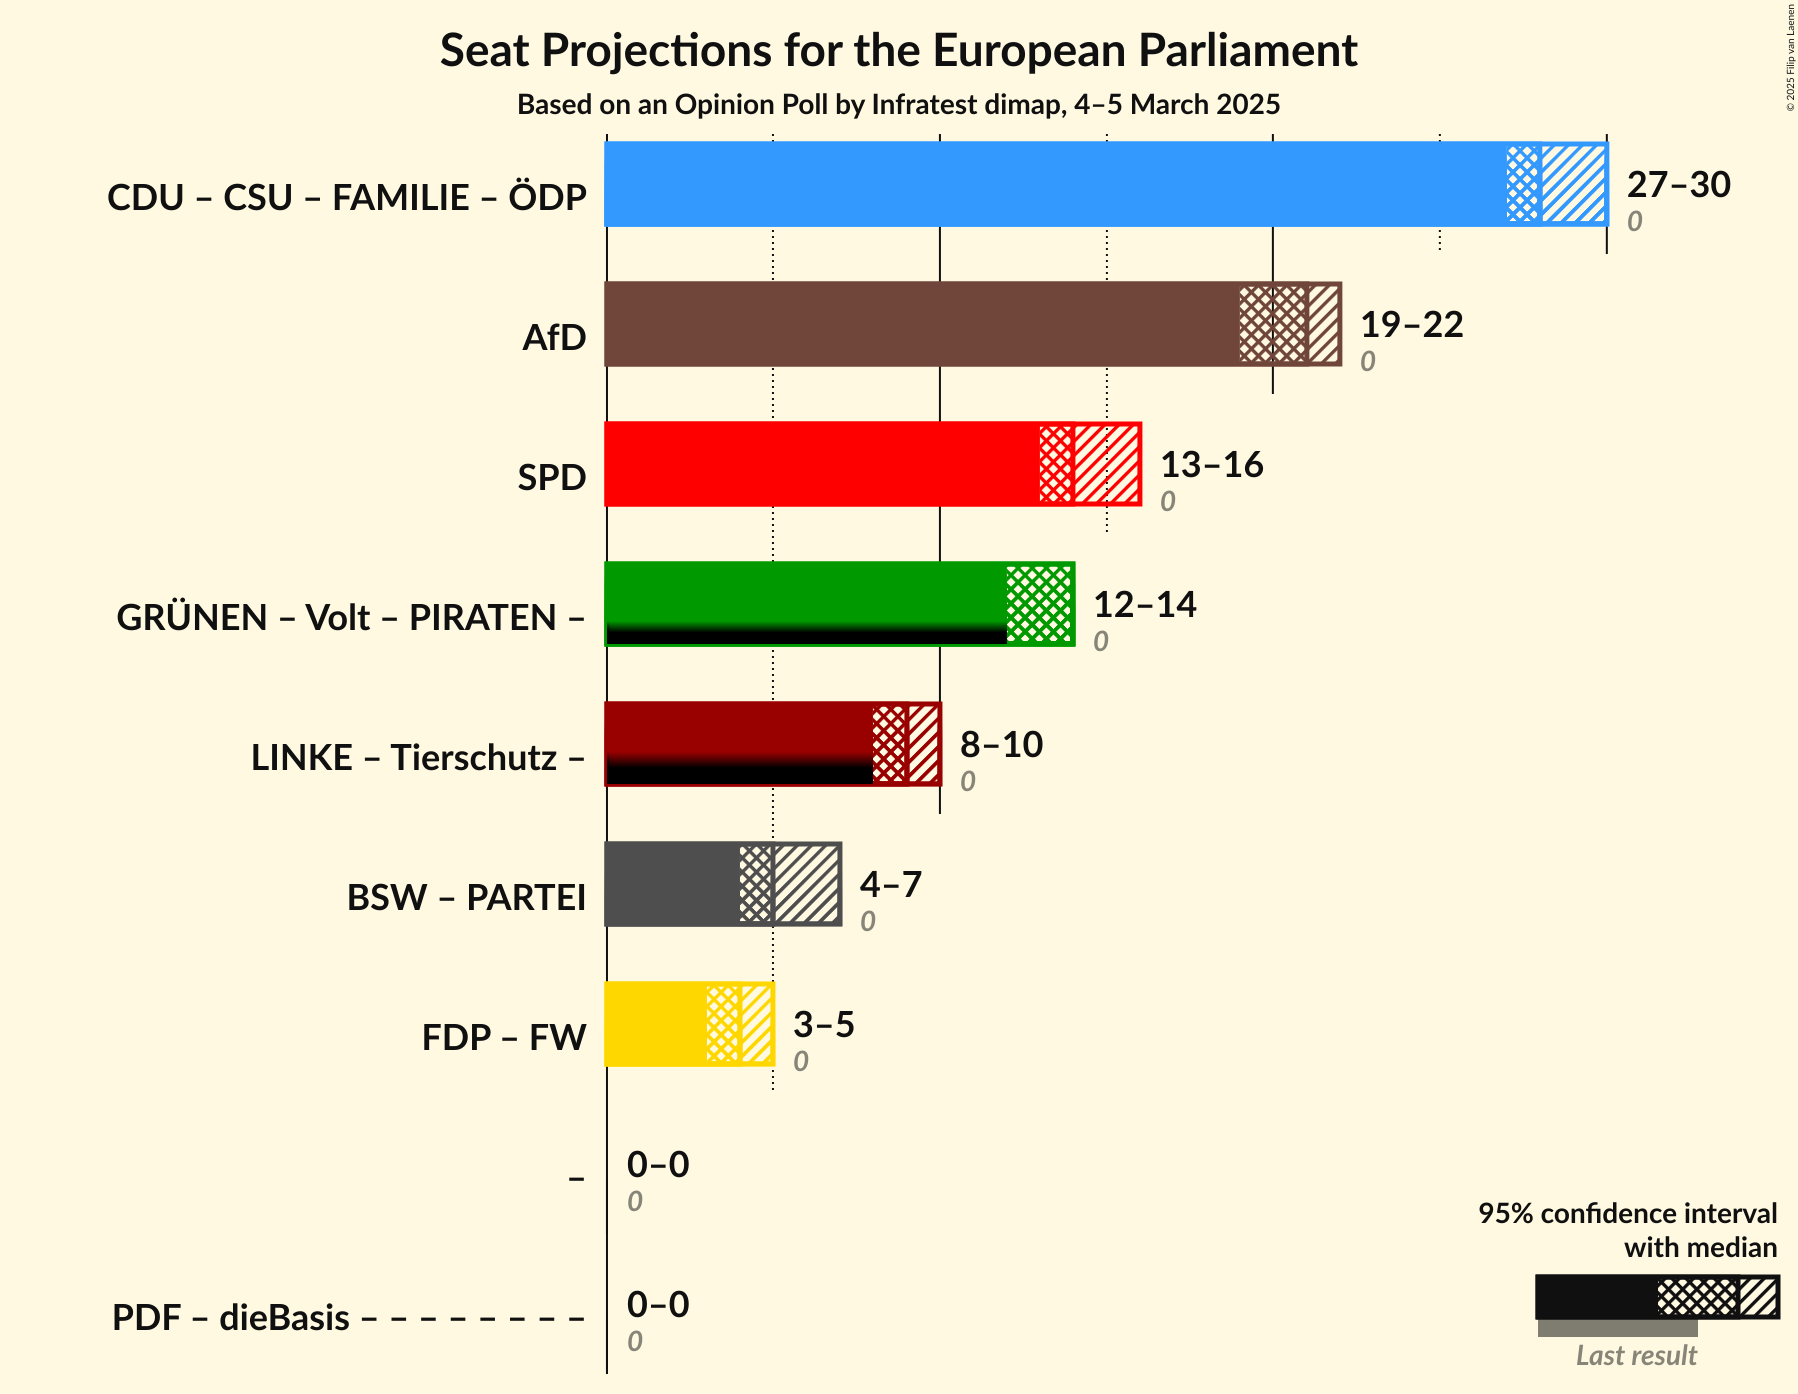 Seat Projections for the European Parliament
Based on an Opinion Poll by Infratest dimap, 4–5 March 2025
© 2025 Filip van Laenen
CDU – CSU – FAMILIE – ÖDP
27–30
0
AfD
19–22
0
SPD
13–16
0
GRÜNEN – Volt – PIRATEN –
12–14
0
LINKE – Tierschutz –
8–10
0
BSW – PARTEI
4–7
0
FDP – FW
3–5
0
–
0–0
0
PDF – dieBasis – – – – – – – –
0–0
0
95% confidence interval
with median
Last result